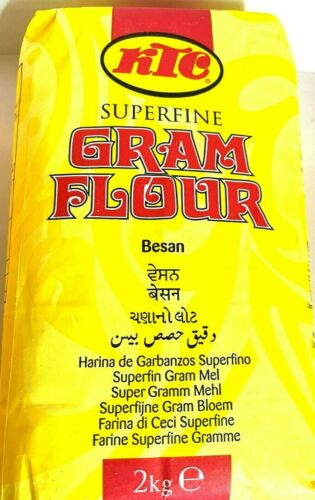 KTC
SUPERFINE
GRAM
FLOUR
Besan
ਵੇਸਨ
बेसन
ચણાનો લોટ
دقيق حمص بيسن
Harina de Garbanzos Superfino
Superfin Gram Mel
Super Gramm Mehl
Superfijne Gram Bloem
Farina di Ceci Superfine
Farine Superfine Gramme
2kg ℮